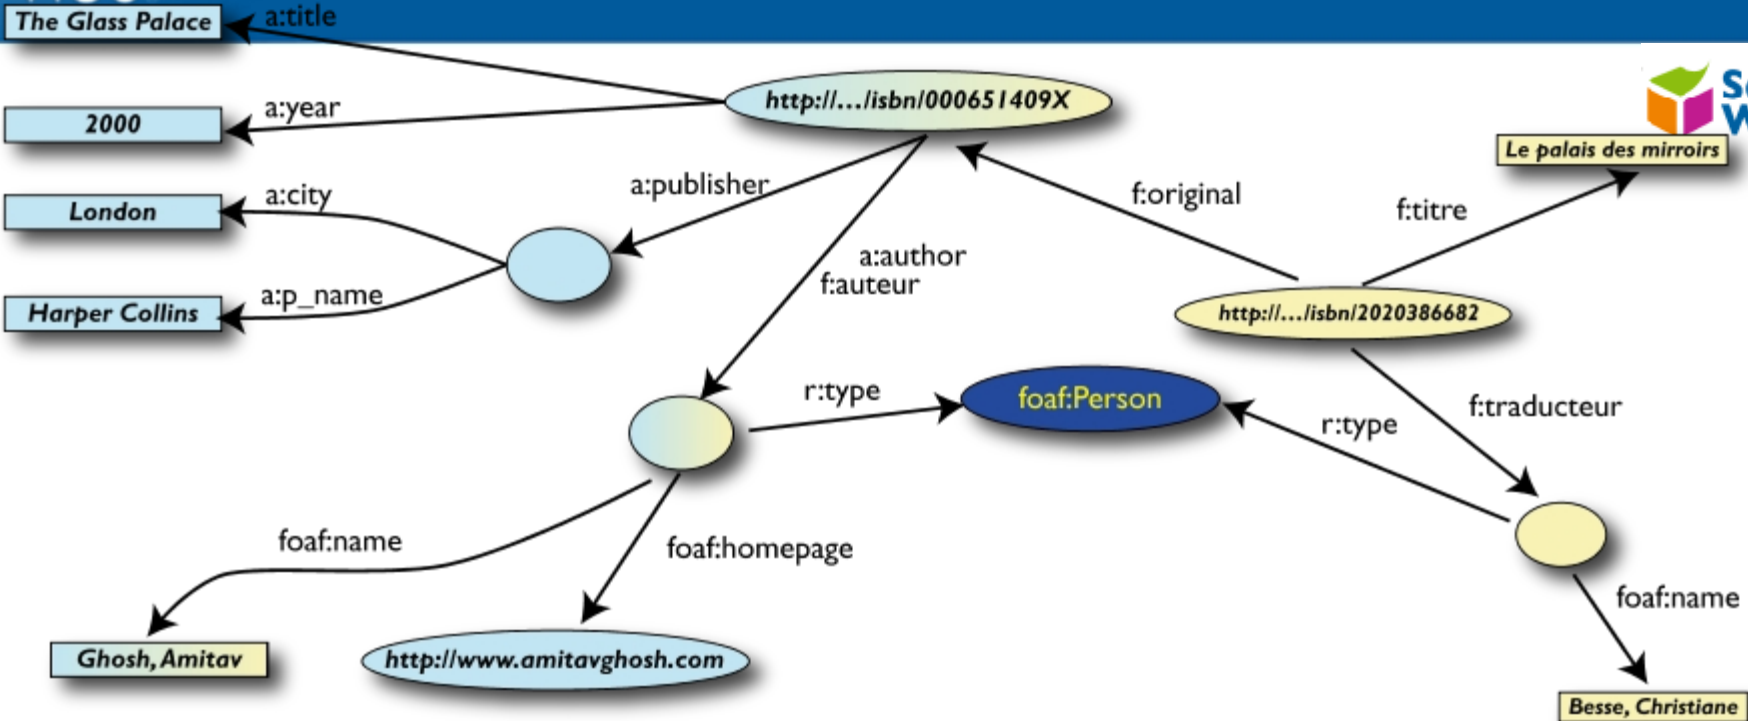 The Glass Palace
a:title
http://.../isbn/000651409X
2000
a:year
Le palais des mirroirs
London
a:city
a:publisher
f:original
f:titre
a:author
f:auteur
Harper Collins
a:p_name
http://.../isbn/2020386682
r:type
foaf:Person
f:traducteur
r:type
foaf:name
foaf:homepage
foaf:name
Ghosh, Amitav
http://www.amitavghosh.com
Besse, Christiane